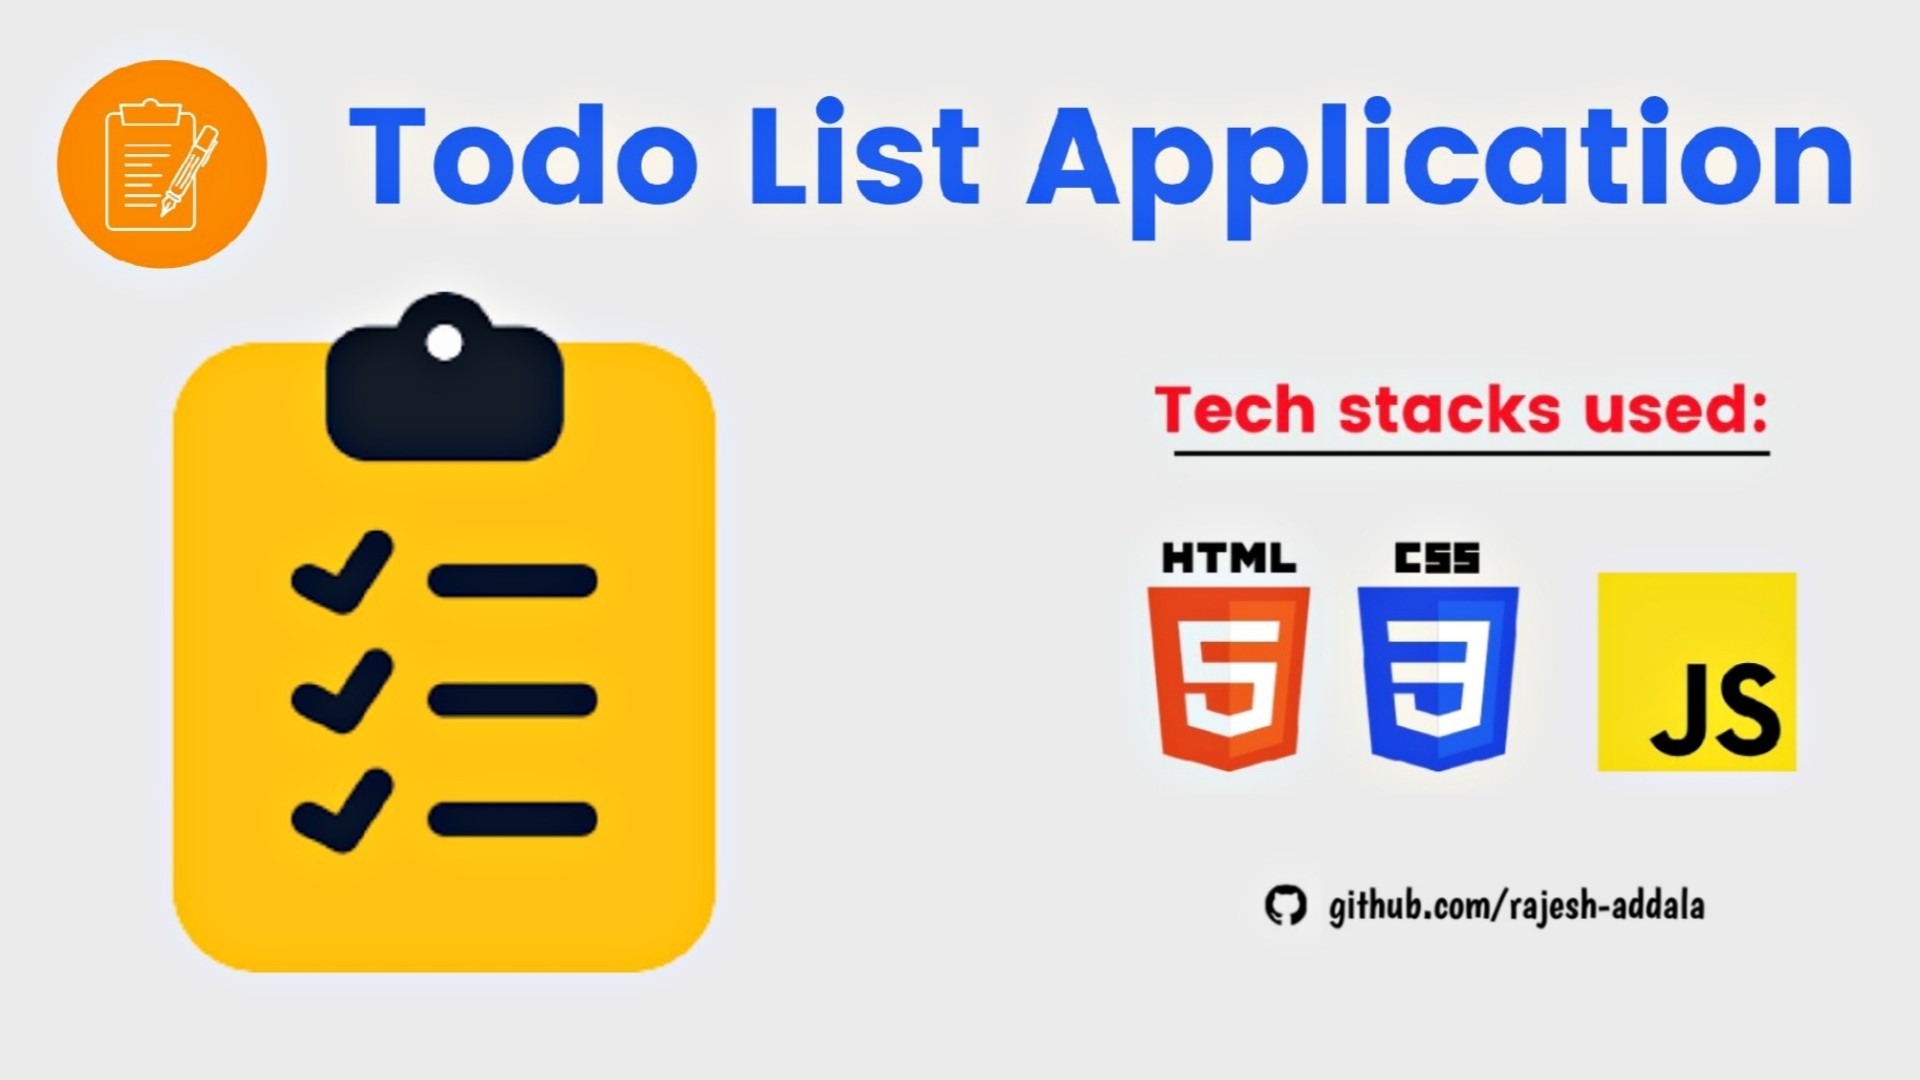 Todo List Application
Tech stacks used:
HTML CSS
5 3 JS
github.com/rajesh-addala